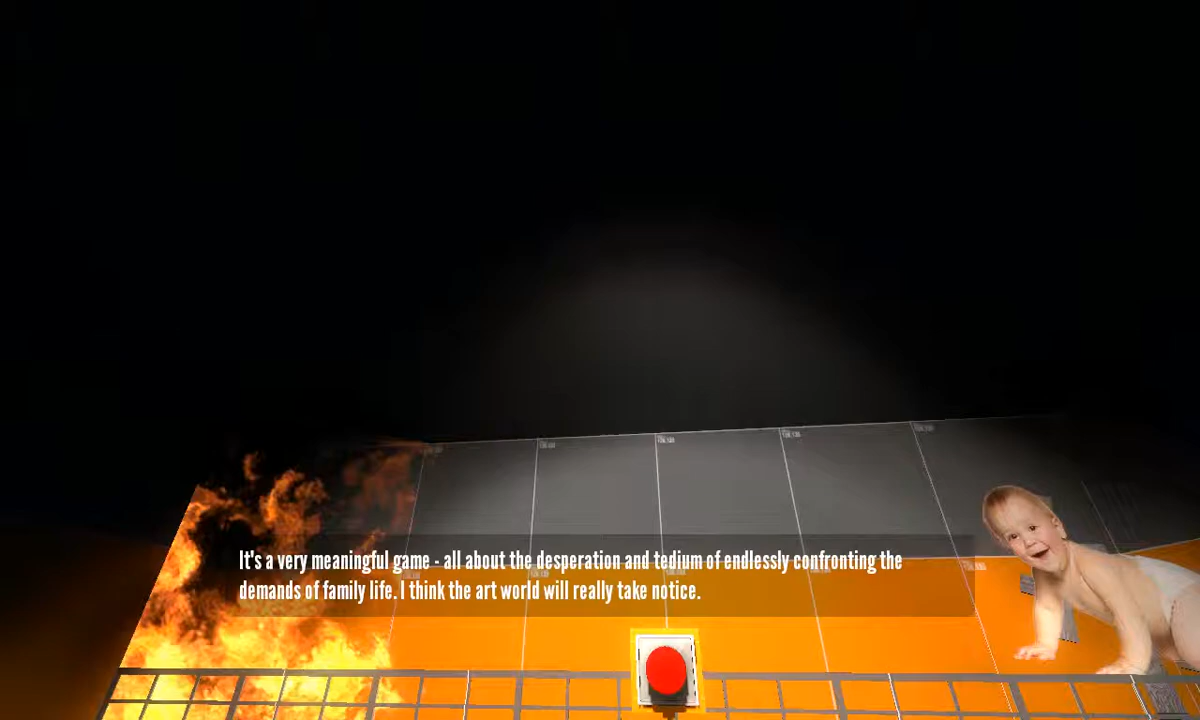 It's a very meaningful game - all about the desperation and tedium of endlessly confronting the
demands of family life. I think the art world will really take notice.